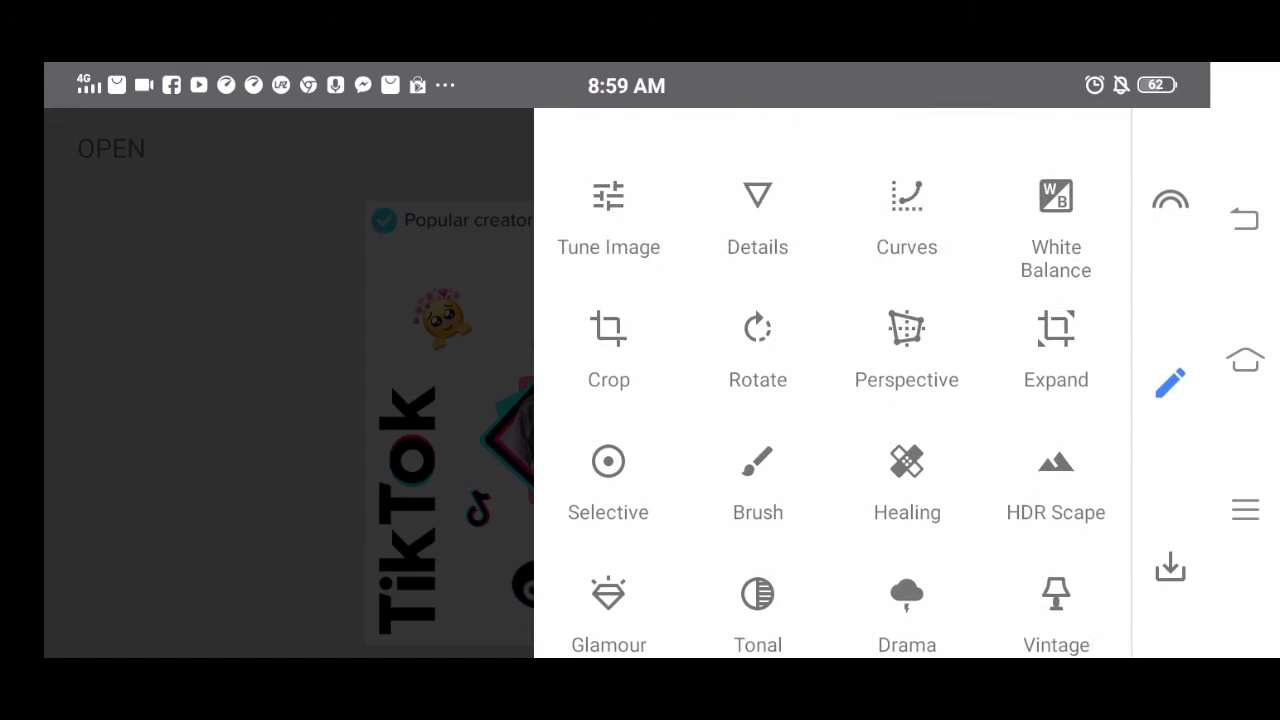 4G 8:59 AM 62
OPEN
Popular creator
TikTok
Tune Image Details Curves White
Balance
WB
Crop Rotate Perspective Expand
Selective Brush Healing HDR Scape
Glamour Tonal Drama Vintage